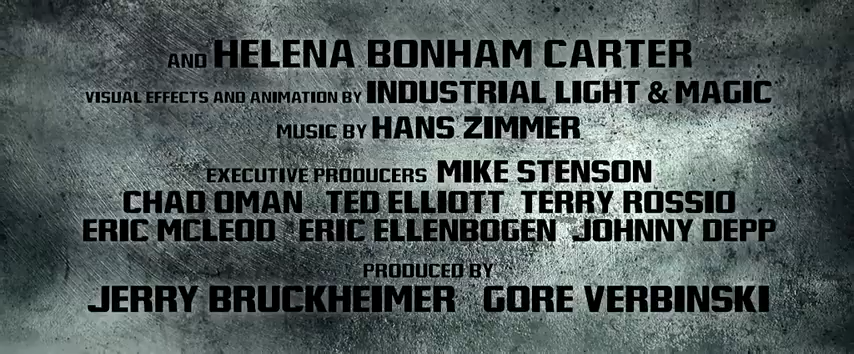 AND HELENA BONHAM CARTER
VISUAL EFFECTS AND ANIMATION BY INDUSTRIAL LIGHT & MAGIC
MUSIC BY HANS ZIMMER
EXECUTIVE PRODUCERS MIKE STENSON
CHAD OMAN TED ELLIOTT TERRY ROSSIO
ERIC MCLEOD ERIC ELLENBOGEN JOHNNY DEPP
PRODUCED BY
JERRY BRUCKHEIMER GORE VERBINSKI